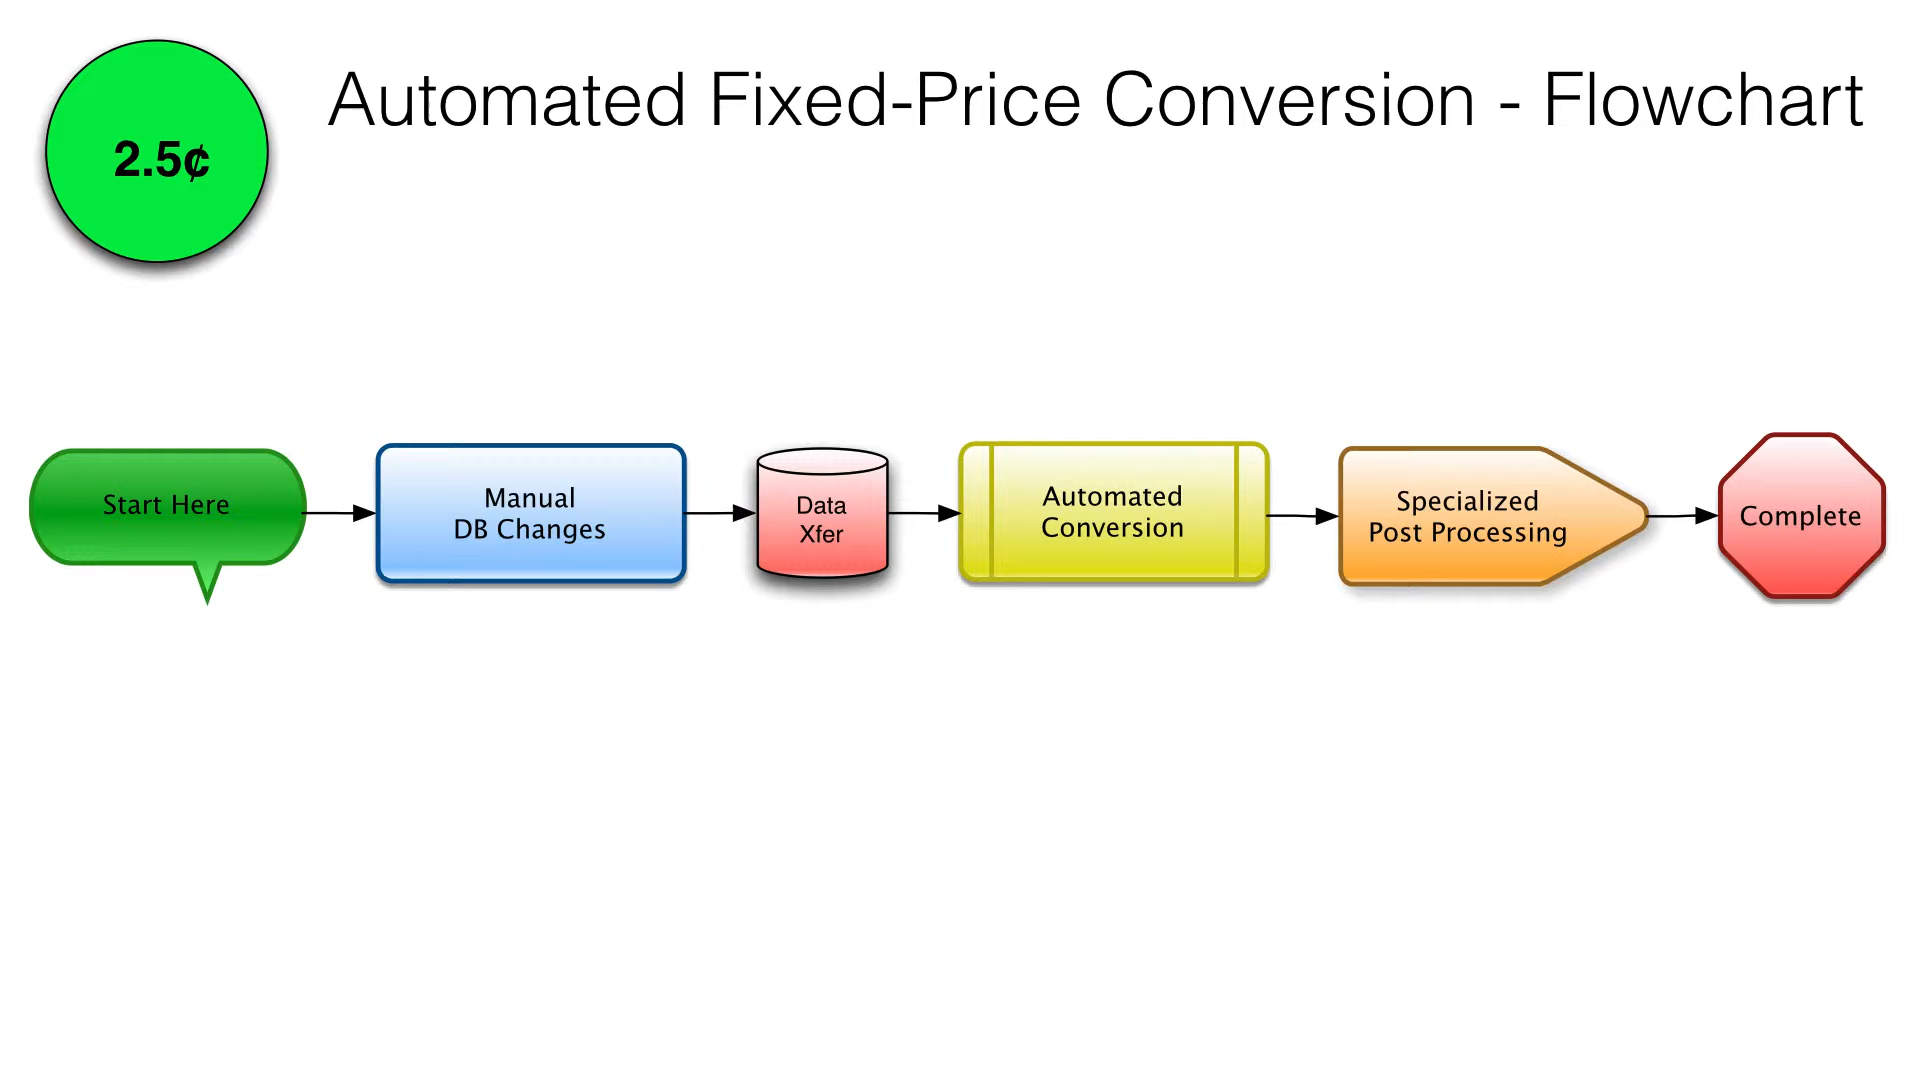 2.5¢
Automated Fixed-Price Conversion - Flowchart
Start Here
Manual
DB Changes
Data
Xfer
Automated
Conversion
Specialized
Post Processing
Complete